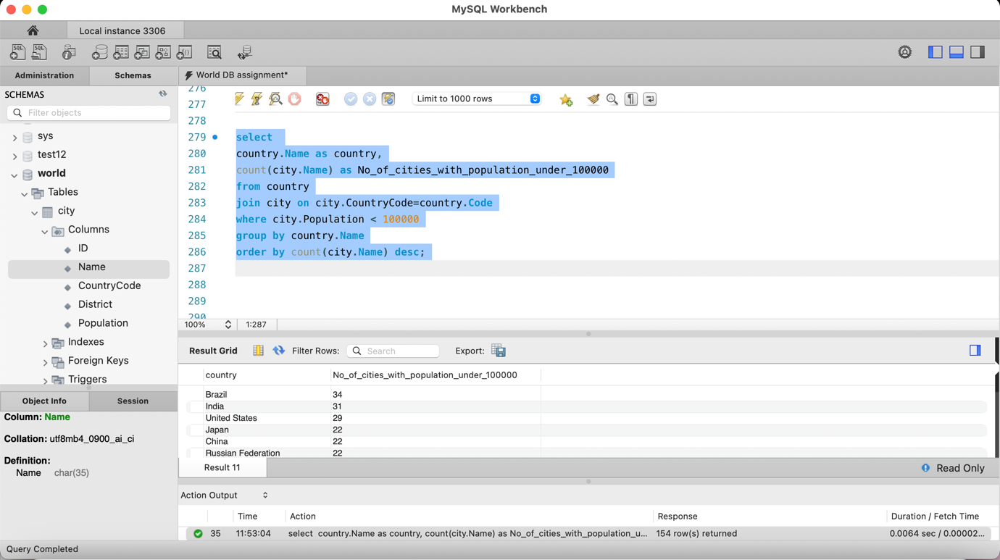 MySQL Workbench
Local instance 3306
Administration
Schemas
World DB assignment*
SCHEMAS
Filter objects
sys
test12
world
Tables
city
Columns
ID
Name
CountryCode
District
Population
Indexes
Foreign Keys
Triggers
Object Info
Session
Column: Name
Collation: utf8mb4_0900_ai_ci
Definition:
Name char(35)
Limit to 1000 rows
276
277
278
279 select
280 country.Name as country,
281 count(city.Name) as No_of_cities_with_population_under_100000
282 from country
283 join city on city.CountryCode=country.Code
284 where city.Population < 100000
285 group by country.Name
286 order by count(city.Name) desc;
287
288
289
290
100% 1:287
Result Grid Filter Rows: Search Export:
country No_of_cities_with_population_under_100000
Brazil 34
India 31
United States 29
Japan 22
China 22
Russian Federation 22
Result 11
Read Only
Action Output
Time Action Response Duration / Fetch Time
35 11:53:04 select country.Name as country, count(city.Name) as No_of_cities_with_population_u... 154 row(s) returned 0.0064 sec / 0.00002...
Query Completed